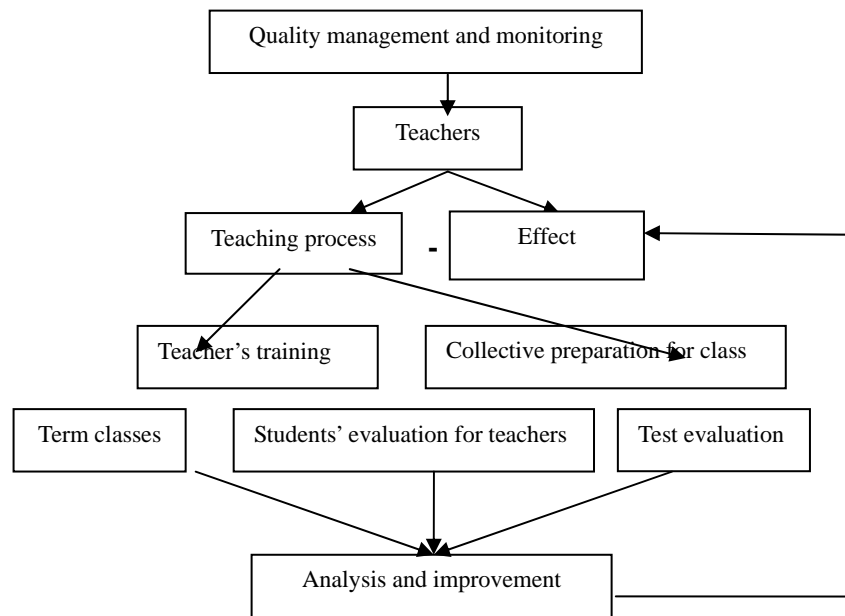 Quality management and monitoring
Teachers
Teaching process
-
Effect
Teacher’s training
Collective preparation for class
Term classes
Students’ evaluation for teachers
Test evaluation
Analysis and improvement